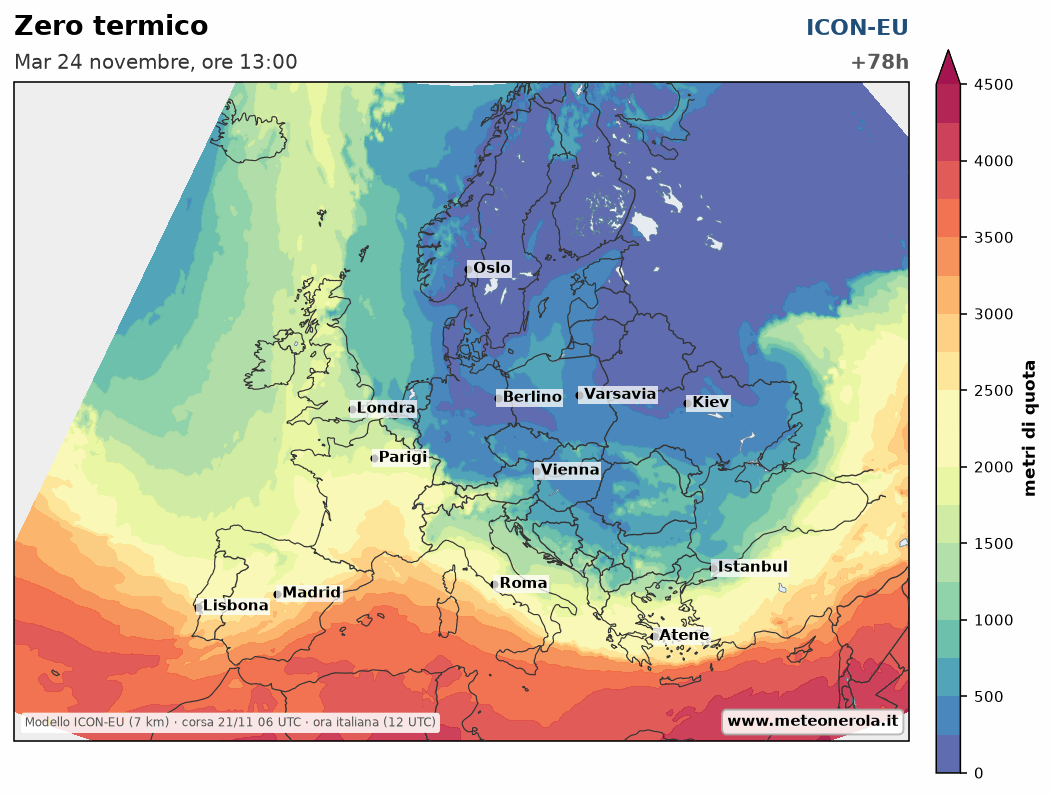 Zero termico
ICON-EU
Mar 24 novembre, ore 13:00
+78h
4500
4000
3500
3000
2500
2000
1500
1000
500
0
metri di quota
Oslo
Berlino
Varsavia
Kiev
Londra
Parigi
Vienna
Istanbul
Roma
Madrid
Lisbona
Atene
Modello ICON-EU (7 km) · corsa 21/11 06 UTC · ora italiana (12 UTC)
www.meteonerola.it